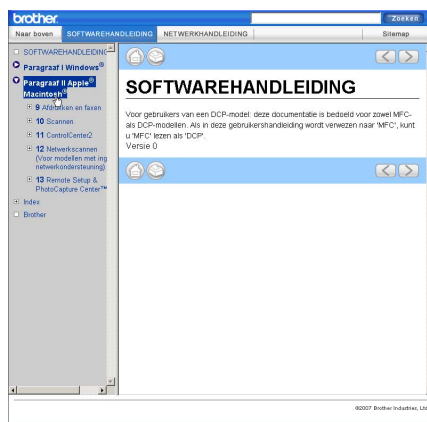 brother.
Zoeken
Naar boven SOFTWAREHANDLEIDING NETWERKHANDLEIDING Sitemap
SOFTWAREHANDLEIDING
Paragraaf I Windows®
Paragraaf II Apple®
Macintosh®
9 Afdrukken en faxen
10 Scannen
11 ControlCenter2
12 Netwerkscannen
(Voor modellen met ing
netwerkondersteuning)
13 Remote Setup &
PhotoCapture Center™
Index
Brother
SOFTWAREHANDLEIDING
Voor gebruikers van een DCP-model: deze documentatie is bedoeld voor zowel MFC-
als DCP-modellen. Als in deze gebruikershandleiding wordt verwezen naar 'MFC', kunt
u 'MFC' lezen als 'DCP'.
Versie 0
©2007 Brother Industries, Ltd